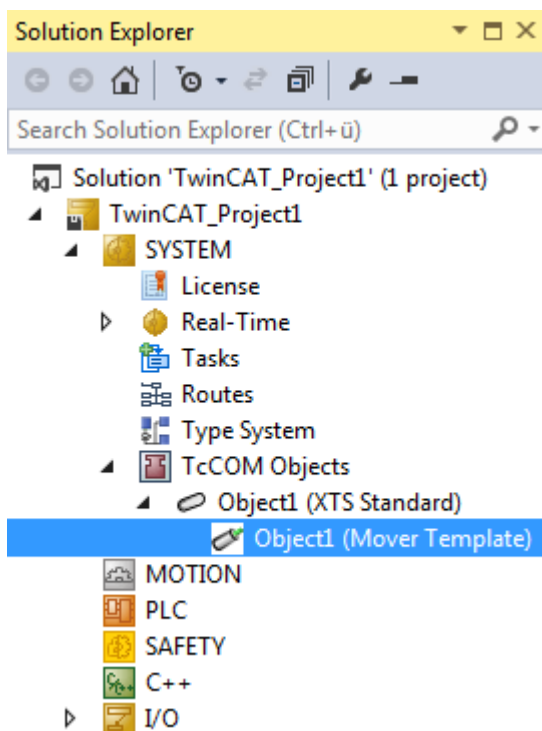 Solution Explorer
Search Solution Explorer (Ctrl+ü)
Solution 'TwinCAT_Project1' (1 project)
TwinCAT_Project1
SYSTEM
License
Real-Time
Tasks
Routes
Type System
TcCOM Objects
Object1 (XTS Standard)
Object1 (Mover Template)
MOTION
PLC
SAFETY
C++
I/O